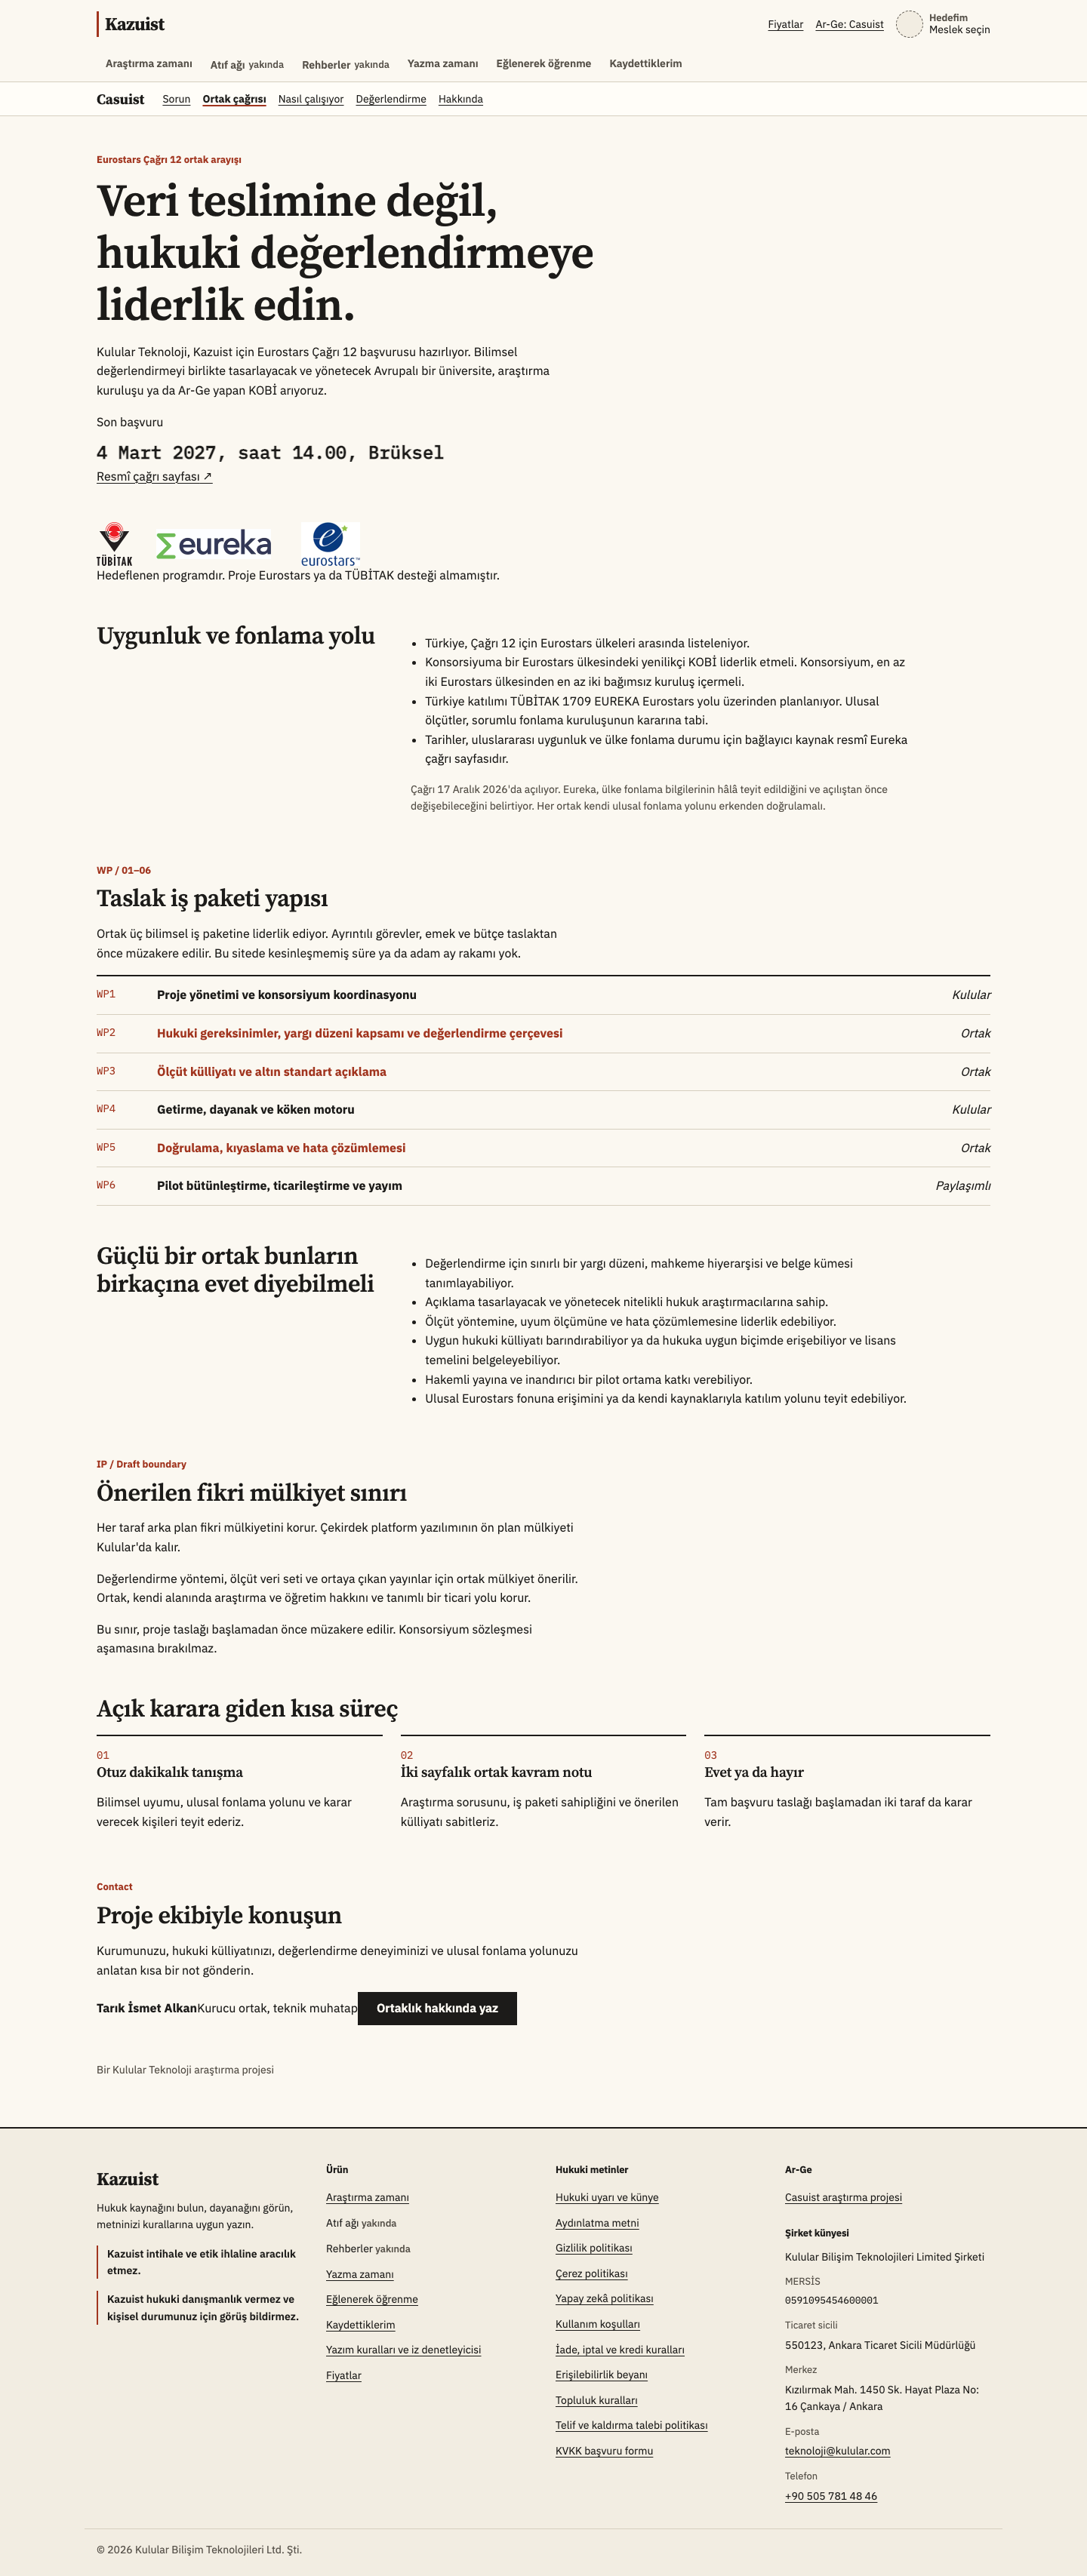 Kazuist
Fiyatlar
Ar-Ge: Casuist
Hedefim
Meslek seçin
Araştırma zamanı
Atıf ağı yakında
Rehberler yakında
Yazma zamanı
Eğlenerek öğrenme
Kaydettiklerim
Casuist
Sorun
Ortak çağrısı
Nasıl çalışıyor
Değerlendirme
Hakkında
Eurostars Çağrı 12 ortak arayışı
Veri teslimine değil,
hukuki değerlendirmeye
liderlik edin.
Kulular Teknoloji, Kazuist için Eurostars Çağrı 12 başvurusu hazırlıyor. Bilimsel
değerlendirmeyi birlikte tasarlayacak ve yönetecek Avrupalı bir üniversite, araştırma
kuruluşu ya da Ar-Ge yapan KOBİ arıyoruz.
Son başvuru
4 Mart 2027, saat 14.00, Brüksel
Resmî çağrı sayfası ↗
TÜBİTAK
eureka
eurostars™
Hedeflenen programdır. Proje Eurostars ya da TÜBİTAK desteği almamıştır.
Uygunluk ve fonlama yolu
• Türkiye, Çağrı 12 için Eurostars ülkeleri arasında listeleniyor.
• Konsorsiyuma bir Eurostars ülkesindeki yenilikçi KOBİ liderlik etmeli. Konsorsiyum, en az
iki Eurostars ülkesinden en az iki bağımsız kuruluş içermeli.
• Türkiye katılımı TÜBİTAK 1709 EUREKA Eurostars yolu üzerinden planlanıyor. Ulusal
ölçütler, sorumlu fonlama kuruluşunun kararına tabi.
• Tarihler, uluslararası uygunluk ve ülke fonlama durumu için bağlayıcı kaynak resmî Eureka
çağrı sayfasıdır.
Çağrı 17 Aralık 2026'da açılıyor. Eureka, ülke fonlama bilgilerinin hâlâ teyit edildiğini ve açılıştan önce
değişebileceğini belirtiyor. Her ortak kendi ulusal fonlama yolunu erkenden doğrulamalı.
WP / 01–06
Taslak iş paketi yapısı
Ortak üç bilimsel iş paketine liderlik ediyor. Ayrıntılı görevler, emek ve bütçe taslaktan
önce müzakere edilir. Bu sitede kesinleşmemiş süre ya da adam ay rakamı yok.
WP1 Proje yönetimi ve konsorsiyum koordinasyonu Kulular
WP2 Hukuki gereksinimler, yargı düzeni kapsamı ve değerlendirme çerçevesi Ortak
WP3 Ölçüt külliyatı ve altın standart açıklama Ortak
WP4 Getirme, dayanak ve köken motoru Kulular
WP5 Doğrulama, kıyaslama ve hata çözümlemesi Ortak
WP6 Pilot bütünleştirme, ticarileştirme ve yayım Paylaşımlı
Güçlü bir ortak bunların
birkaçına evet diyebilmeli
• Değerlendirme için sınırlı bir yargı düzeni, mahkeme hiyerarşisi ve belge kümesi
tanımlayabiliyor.
• Açıklama tasarlayacak ve yönetecek nitelikli hukuk araştırmacılarına sahip.
• Ölçüt yöntemine, uyum ölçümüne ve hata çözümlemesine liderlik edebiliyor.
• Uygun hukuki külliyatı barındırabiliyor ya da hukuka uygun biçimde erişebiliyor ve lisans
temelini belgeleyebiliyor.
• Hakemli yayına ve inandırıcı bir pilot ortama katkı verebiliyor.
• Ulusal Eurostars fonuna erişimini ya da kendi kaynaklarıyla katılım yolunu teyit edebiliyor.
IP / Draft boundary
Önerilen fikri mülkiyet sınırı
Her taraf arka plan fikri mülkiyetini korur. Çekirdek platform yazılımının ön plan mülkiyeti
Kulular'da kalır.
Değerlendirme yöntemi, ölçüt veri seti ve ortaya çıkan yayınlar için ortak mülkiyet önerilir.
Ortak, kendi alanında araştırma ve öğretim hakkını ve tanımlı bir ticari yolu korur.
Bu sınır, proje taslağı başlamadan önce müzakere edilir. Konsorsiyum sözleşmesi
aşamasına bırakılmaz.
Açık karara giden kısa süreç
01
Otuz dakikalık tanışma
Bilimsel uyumu, ulusal fonlama yolunu ve karar
verecek kişileri teyit ederiz.
02
İki sayfalık ortak kavram notu
Araştırma sorusunu, iş paketi sahipliğini ve önerilen
külliyatı sabitleriz.
03
Evet ya da hayır
Tam başvuru taslağı başlamadan iki taraf da karar
verir.
Contact
Proje ekibiyle konuşun
Kurumunuzu, hukuki külliyatınızı, değerlendirme deneyiminizi ve ulusal fonlama yolunuzu
anlatan kısa bir not gönderin.
Tarık İsmet AlkanKurucu ortak, teknik muhatap
Ortaklık hakkında yaz
Bir Kulular Teknoloji araştırma projesi
Kazuist
Hukuk kaynağını bulun, dayanağını görün,
metninizi kurallarına uygun yazın.
Kazuist intihale ve etik ihlaline aracılık
etmez.
Kazuist hukuki danışmanlık vermez ve
kişisel durumunuz için görüş bildirmez.
Ürün
Araştırma zamanı
Atıf ağı yakında
Rehberler yakında
Yazma zamanı
Eğlenerek öğrenme
Kaydettiklerim
Yazım kuralları ve iz denetleyicisi
Fiyatlar
Hukuki metinler
Hukuki uyarı ve künye
Aydınlatma metni
Gizlilik politikası
Çerez politikası
Yapay zekâ politikası
Kullanım koşulları
İade, iptal ve kredi kuralları
Erişilebilirlik beyanı
Topluluk kuralları
Telif ve kaldırma talebi politikası
KVKK başvuru formu
Ar-Ge
Casuist araştırma projesi
Şirket künyesi
Kulular Bilişim Teknolojileri Limited Şirketi
MERSİS
0591095454600001
Ticaret sicili
550123, Ankara Ticaret Sicili Müdürlüğü
Merkez
Kızılırmak Mah. 1450 Sk. Hayat Plaza No:
16 Çankaya / Ankara
E-posta
teknoloji@kulular.com
Telefon
+90 505 781 48 46
© 2026 Kulular Bilişim Teknolojileri Ltd. Şti.